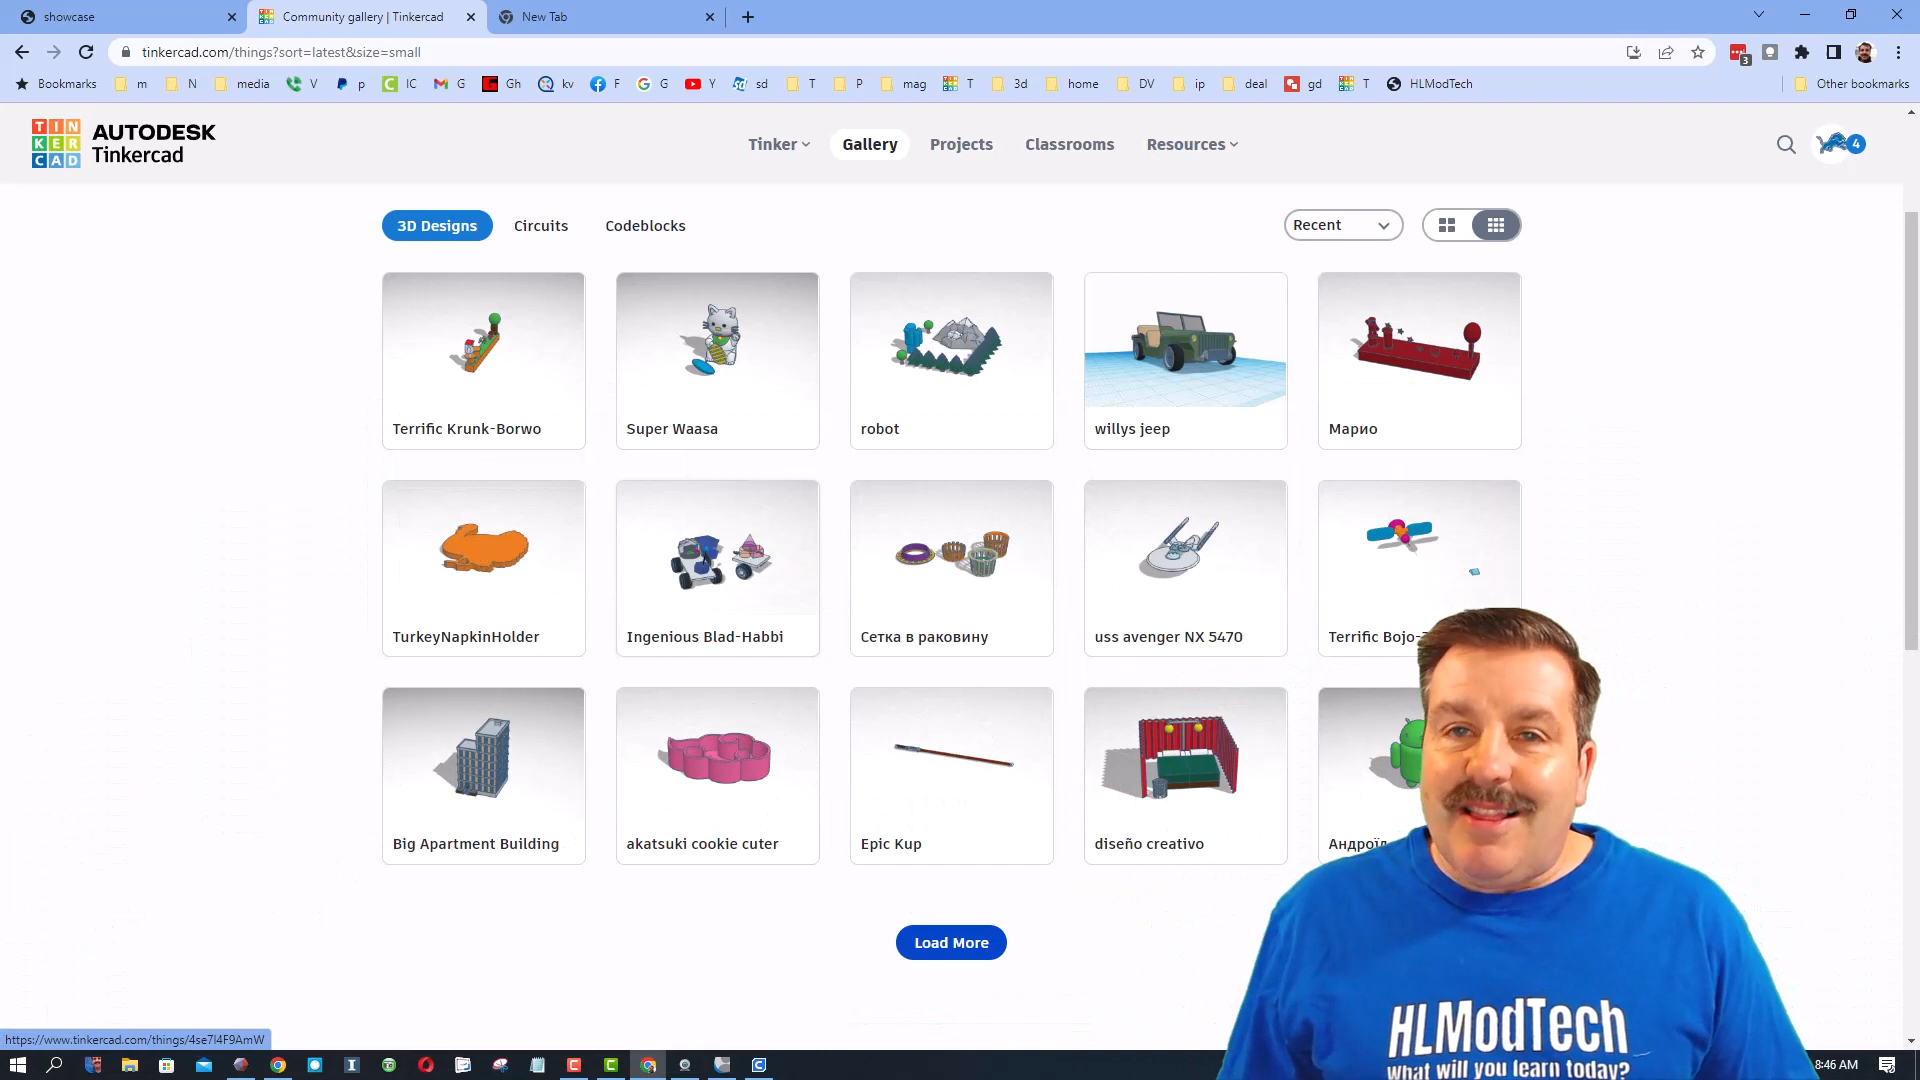 showcase
Community gallery | Tinkercad
New Tab
tinkercad.com/things?sort=latest&size=small
3
Bookmarks m N media V p IC G Gh kv F G Y sd T P mag T 3d home DV ip deal gd T HLModTech Other bookmarks
TIN KER CAD
AUTODESK
Tinkercad
Tinker Gallery Projects Classrooms Resources 4
3D Designs Circuits Codeblocks Recent
Terrific Krunk-Borwo Super Waasa robot willys jeep Марио
TurkeyNapkinHolder Ingenious Blad-Habbi Сетка в раковину uss avenger NX 5470 Terrific Bojo-
Big Apartment Building akatsuki cookie cuter Epic Kup diseño creativo
Load More
HLModTech
What will you learn today?
https://www.tinkercad.com/things/4se7l4F9AmW
8:46 AM